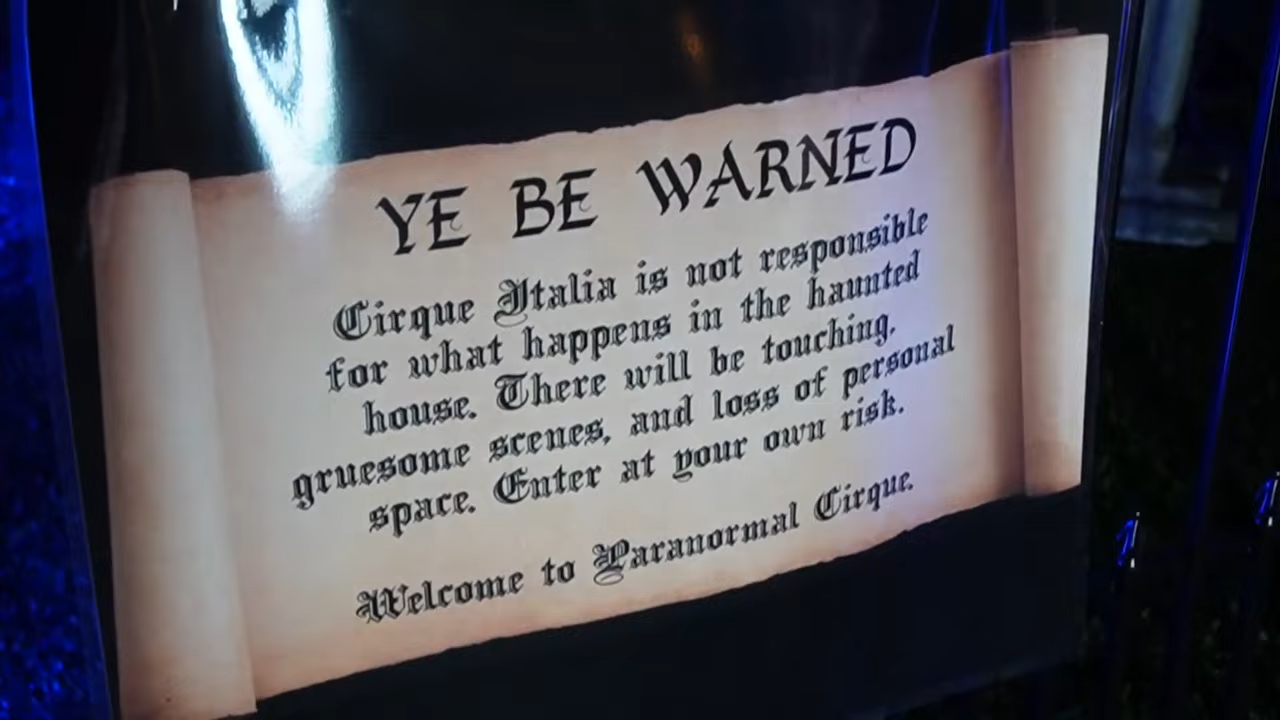 YE BE WARNED
Cirque Italia is not responsible
for what happens in the haunted
house. There will be touching,
gruesome scenes, and loss of personal
space. Enter at your own risk.
Welcome to Paranormal Cirque.